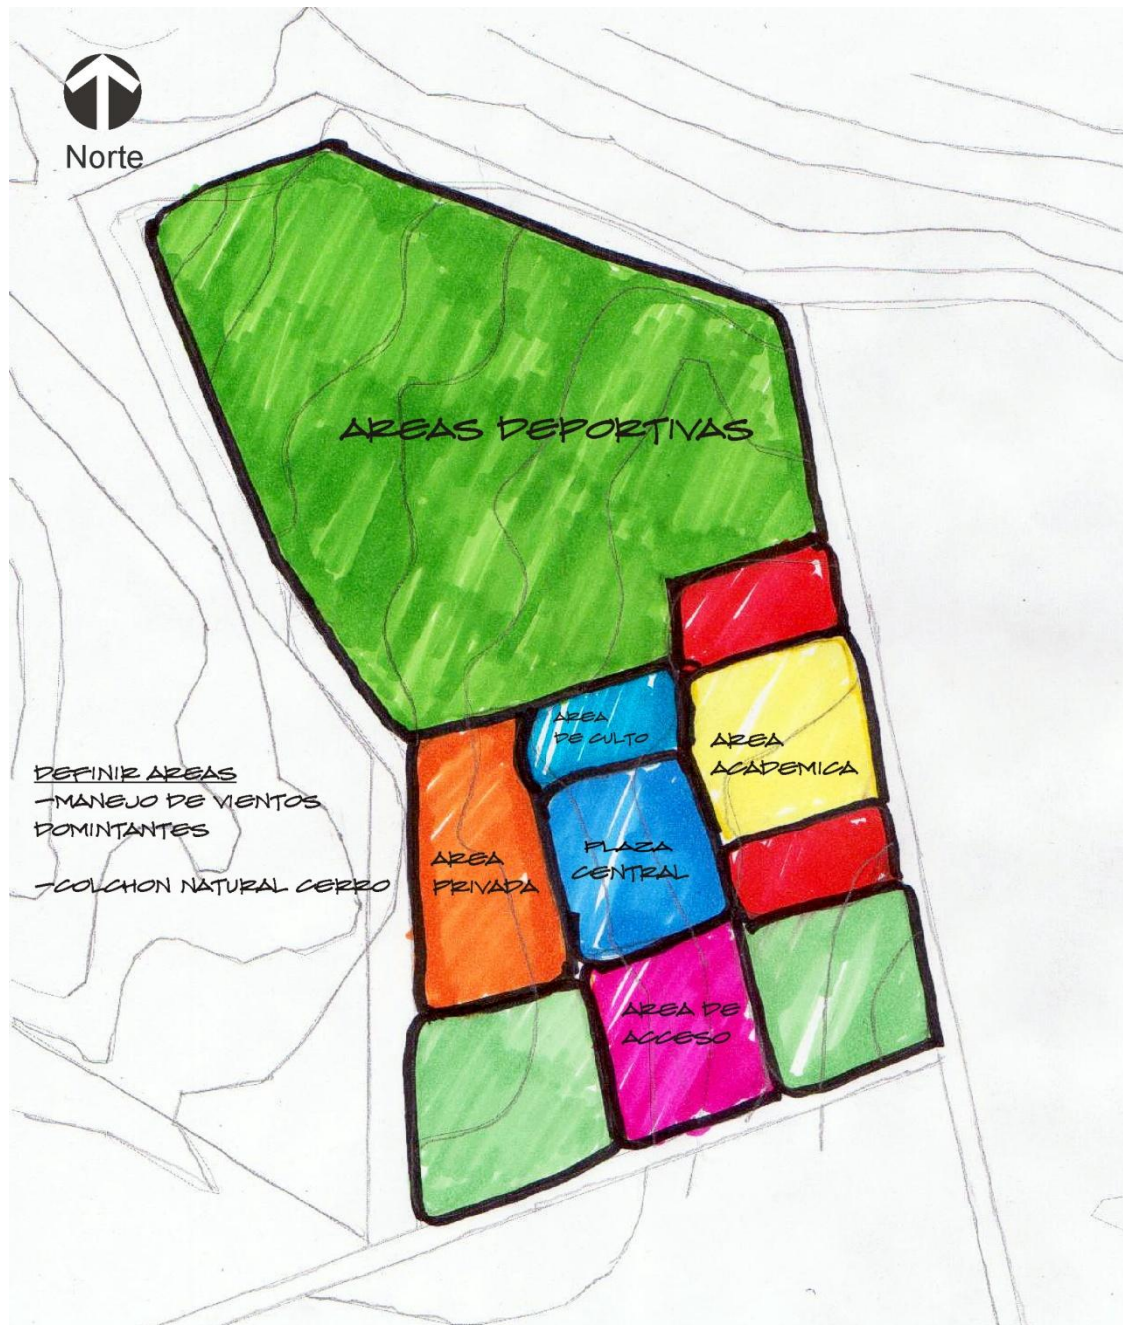 Norte
AREAS DEPORTIVAS
AREA
DE CULTO
AREA
ACADEMICA
DEFINIR AREAS
-MANEJO DE VIENTOS
DOMINTANTES
-COLCHON NATURAL CERRO
AREA
PRIVADA
PLAZA
CENTRAL
AREA DE
ACCESO